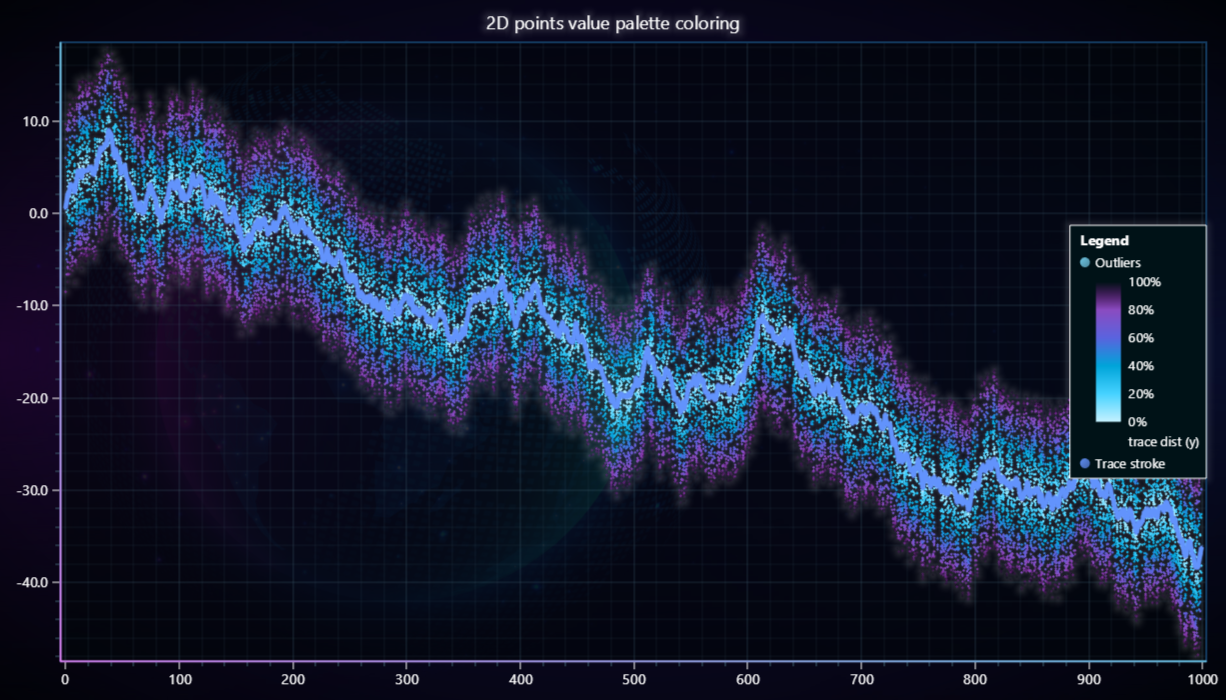 2D points value palette coloring
10.0
0.0
-10.0
-20.0
-30.0
-40.0
Legend
Outliers
100%
80%
60%
40%
20%
0%
trace dist (y)
Trace stroke
0 100 200 300 400 500 600 700 800 900 1000